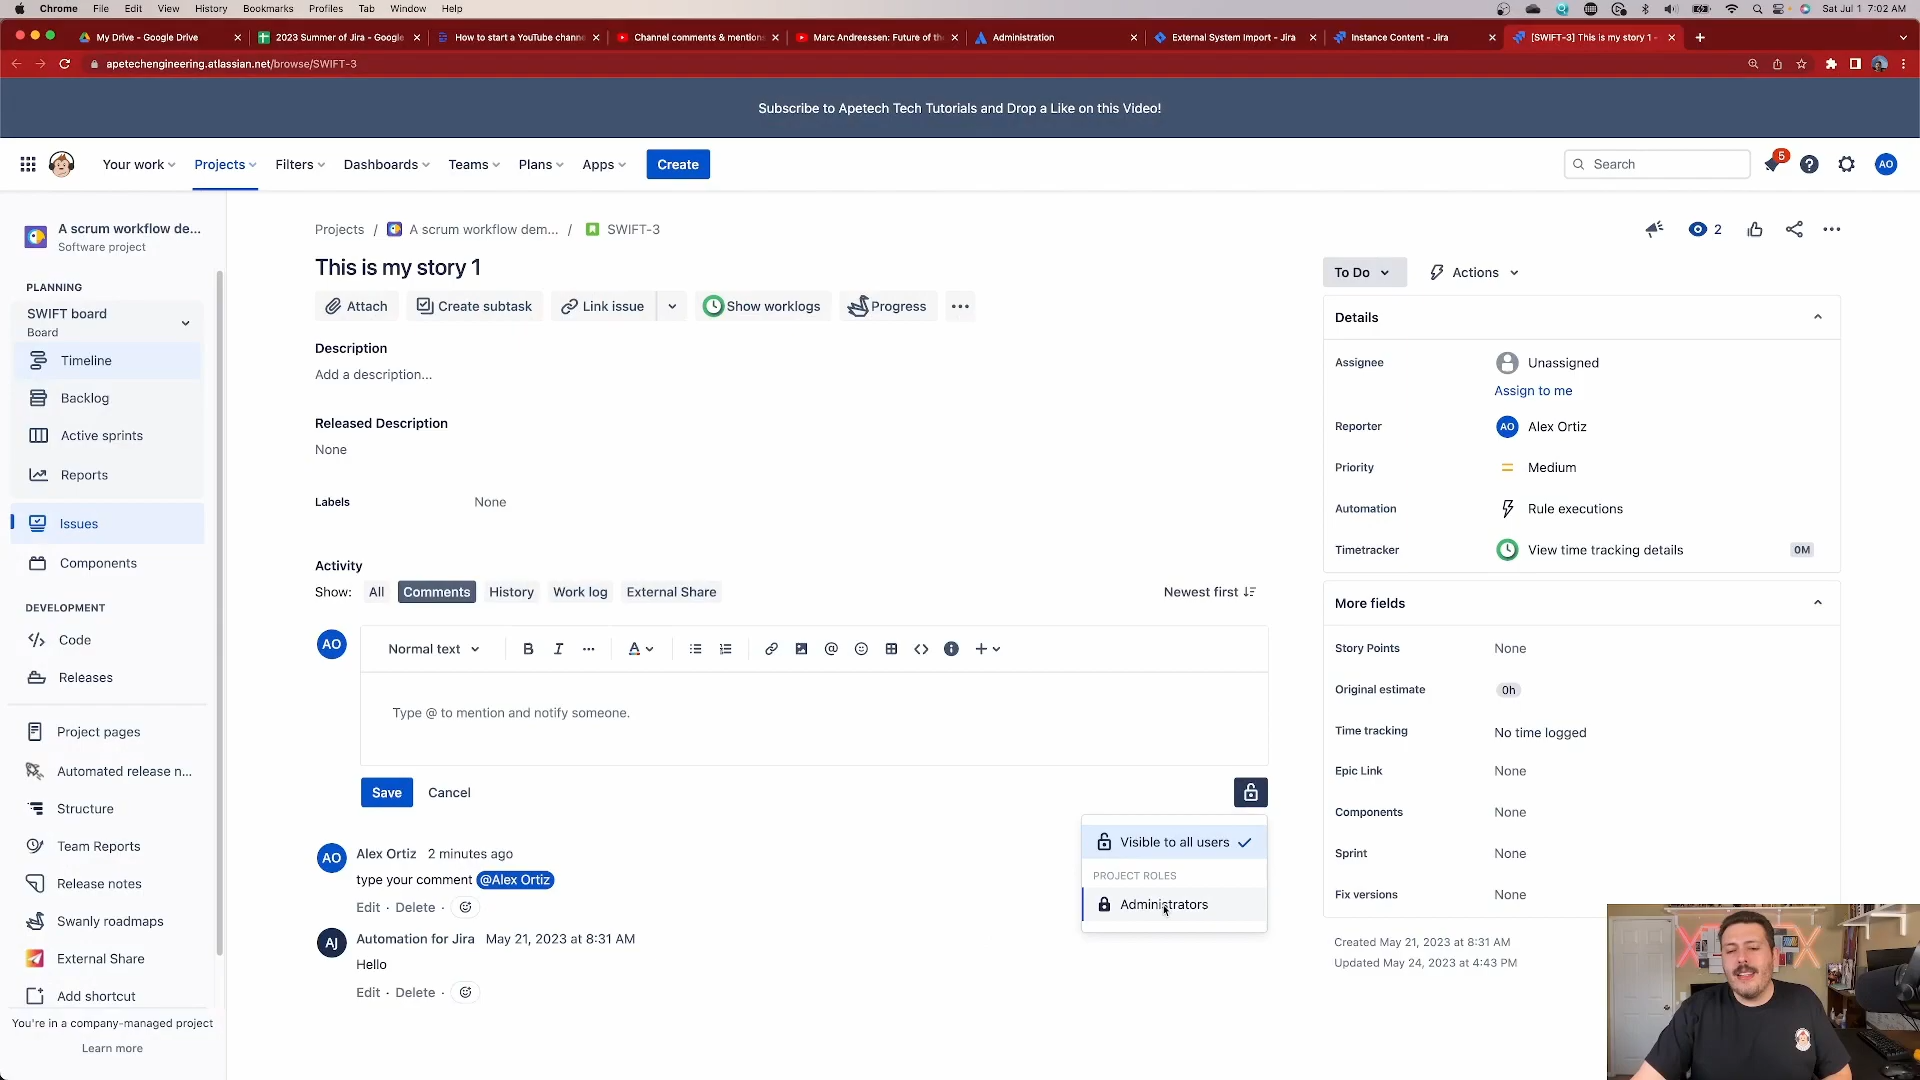 Chrome File Edit View History Bookmarks Profiles Tab Window Help Sat Jul 1 7:02 AM
My Drive - Google Drive 2023 Summer of Jira - Google How to start a YouTube chann Channel comments & mention Marc Andreessen: Future of th Administration External System Import - Jira Instance Content - Jira [SWIFT-3] This is my story 1 -
apetechengineering.atlassian.net/browse/SWIFT-3
Subscribe to Apetech Tech Tutorials and Drop a Like on this Video!
Your work Projects Filters Dashboards Teams Plans Apps Create Search 5 AO
A scrum workflow de...
Software project
PLANNING
SWIFT board
Board
Timeline
Backlog
Active sprints
Reports
Issues
Components
DEVELOPMENT
Code
Releases
Project pages
Automated release n...
Structure
Team Reports
Release notes
Swanly roadmaps
External Share
Add shortcut
You're in a company-managed project
Learn more
Projects / A scrum workflow dem... / SWIFT-3
2
This is my story 1
Attach Create subtask Link issue Show worklogs Progress
Description
Add a description...
Released Description
None
Labels None
Activity
Show: All Comments History Work log External Share Newest first
AO Normal text B I A @
Type @ to mention and notify someone.
Save Cancel
Visible to all users
PROJECT ROLES
Administrators
AO Alex Ortiz 2 minutes ago
type your comment @Alex Ortiz
Edit · Delete ·
AJ Automation for Jira May 21, 2023 at 8:31 AM
Hello
Edit · Delete ·
To Do Actions
Details
Assignee Unassigned
Assign to me
Reporter AO Alex Ortiz
Priority Medium
Automation Rule executions
Timetracker View time tracking details 0M
More fields
Story Points None
Original estimate 0h
Time tracking No time logged
Epic Link None
Components None
Sprint None
Fix versions None
Created May 21, 2023 at 8:31 AM
Updated May 24, 2023 at 4:43 PM